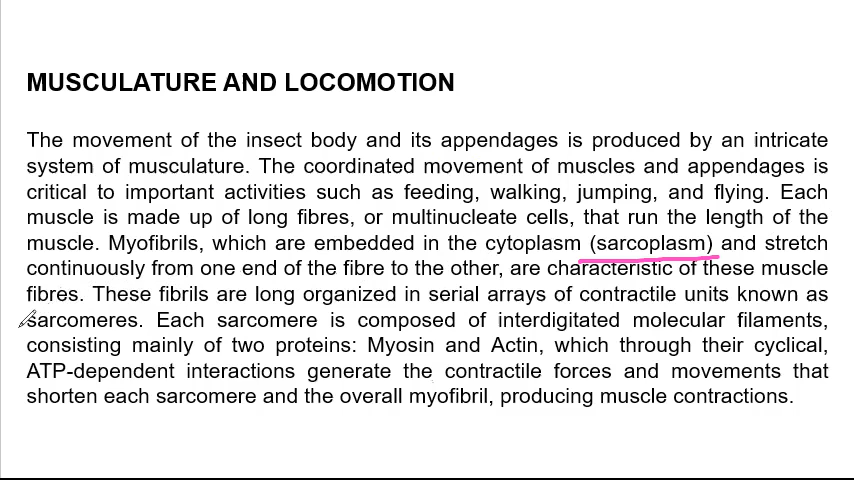 MUSCULATURE AND LOCOMOTION
The movement of the insect body and its appendages is produced by an intricate
system of musculature. The coordinated movement of muscles and appendages is
critical to important activities such as feeding, walking, jumping, and flying. Each
muscle is made up of long fibres, or multinucleate cells, that run the length of the
muscle. Myofibrils, which are embedded in the cytoplasm (sarcoplasm) and stretch
continuously from one end of the fibre to the other, are characteristic of these muscle
fibres. These fibrils are long organized in serial arrays of contractile units known as
sarcomeres. Each sarcomere is composed of interdigitated molecular filaments,
consisting mainly of two proteins: Myosin and Actin, which through their cyclical,
ATP-dependent interactions generate the contractile forces and movements that
shorten each sarcomere and the overall myofibril, producing muscle contractions.